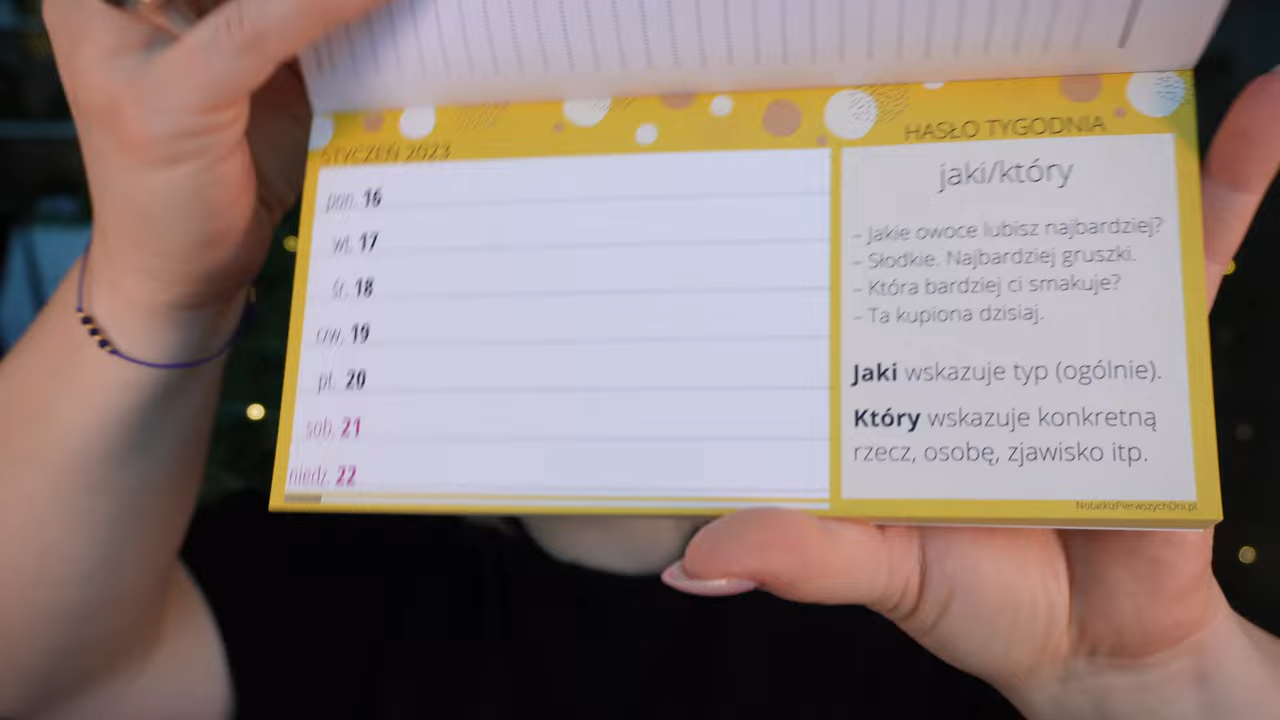 STYCZEŃ 2023
pon. 16
wt. 17
śr. 18
czw. 19
pt. 20
sob. 21
niedz. 22
HASŁO TYGODNIA
jaki/który
– Jakie owoce lubisz najbardziej?
– Słodkie. Najbardziej gruszki.
– Która bardziej ci smakuje?
– Ta kupiona dzisiaj.
Jaki wskazuje typ (ogólnie).
Który wskazuje konkretną
rzecz, osobę, zjawisko itp.
NotatkizPierwszychDni.pl